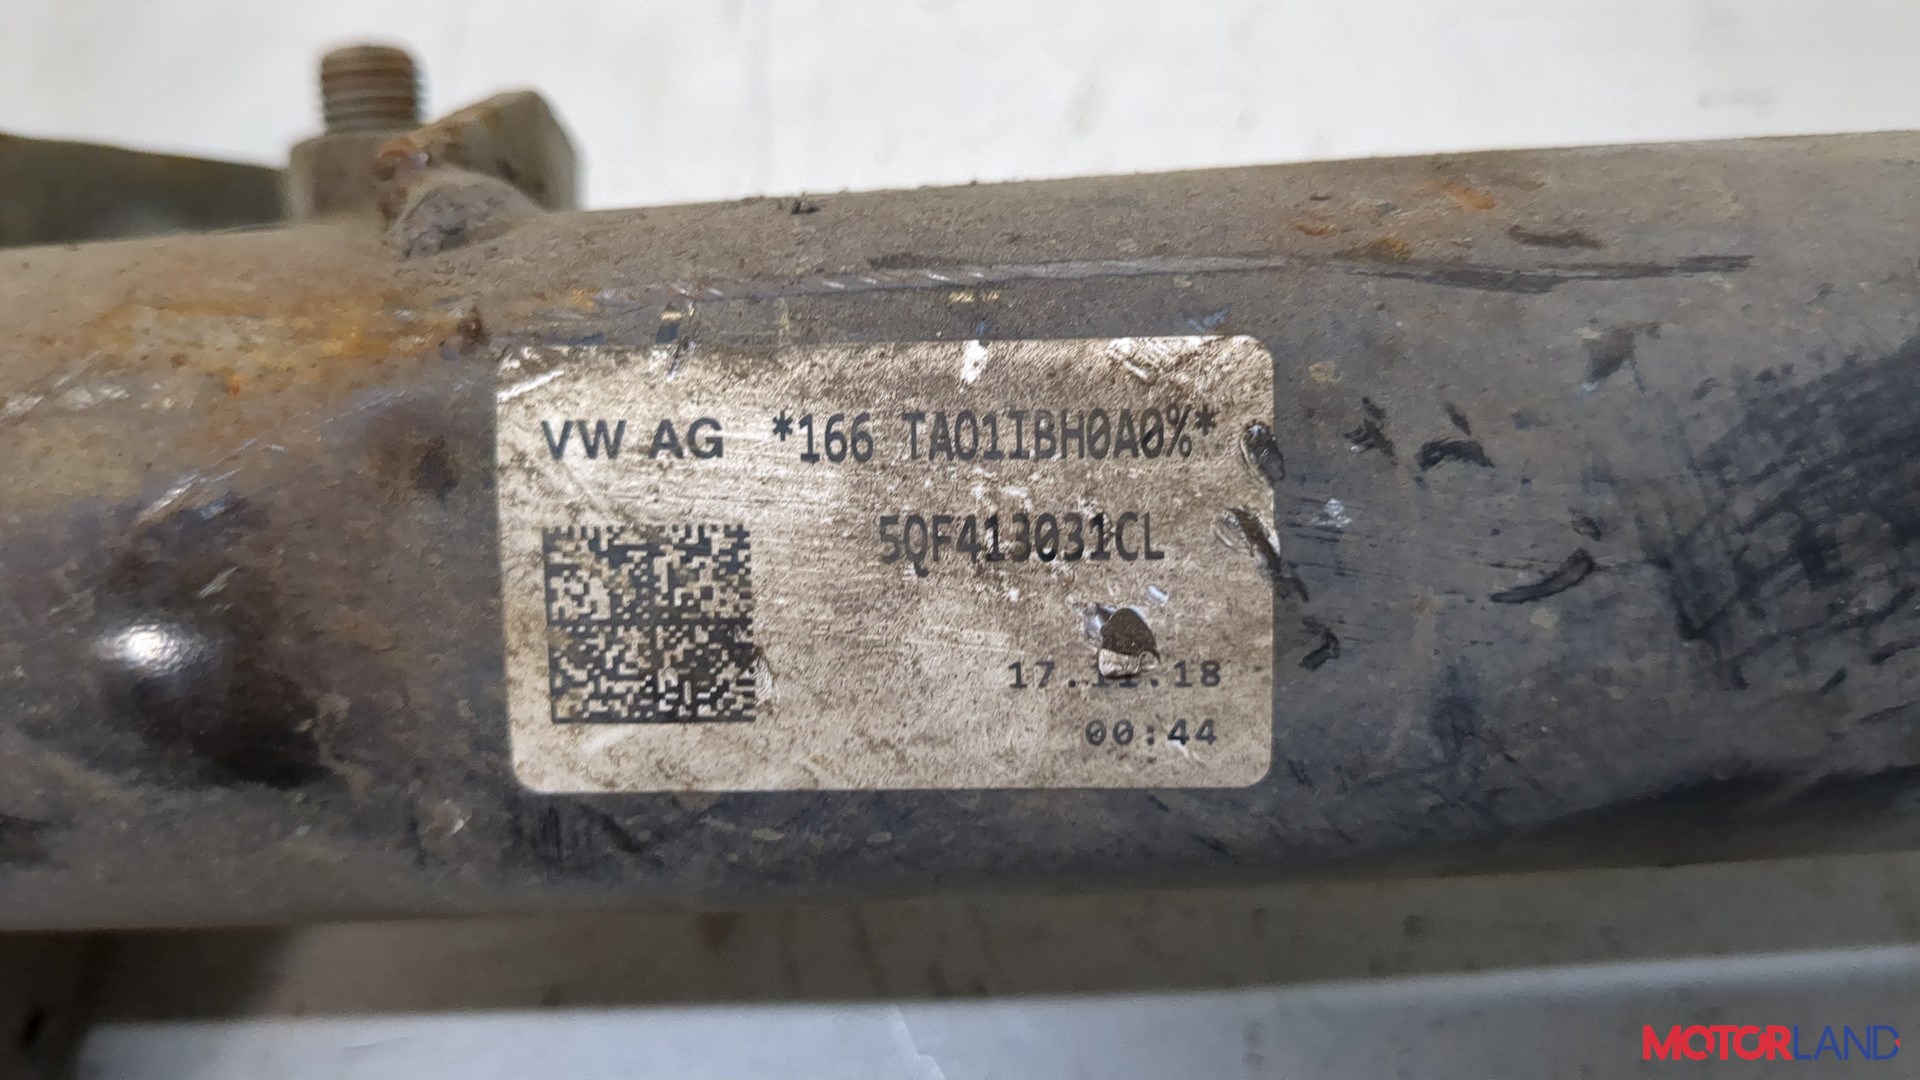 VW AG *166 TA01IBH0A0%*
5QF413031CL
17.11.18
00:44
MOTORLAND